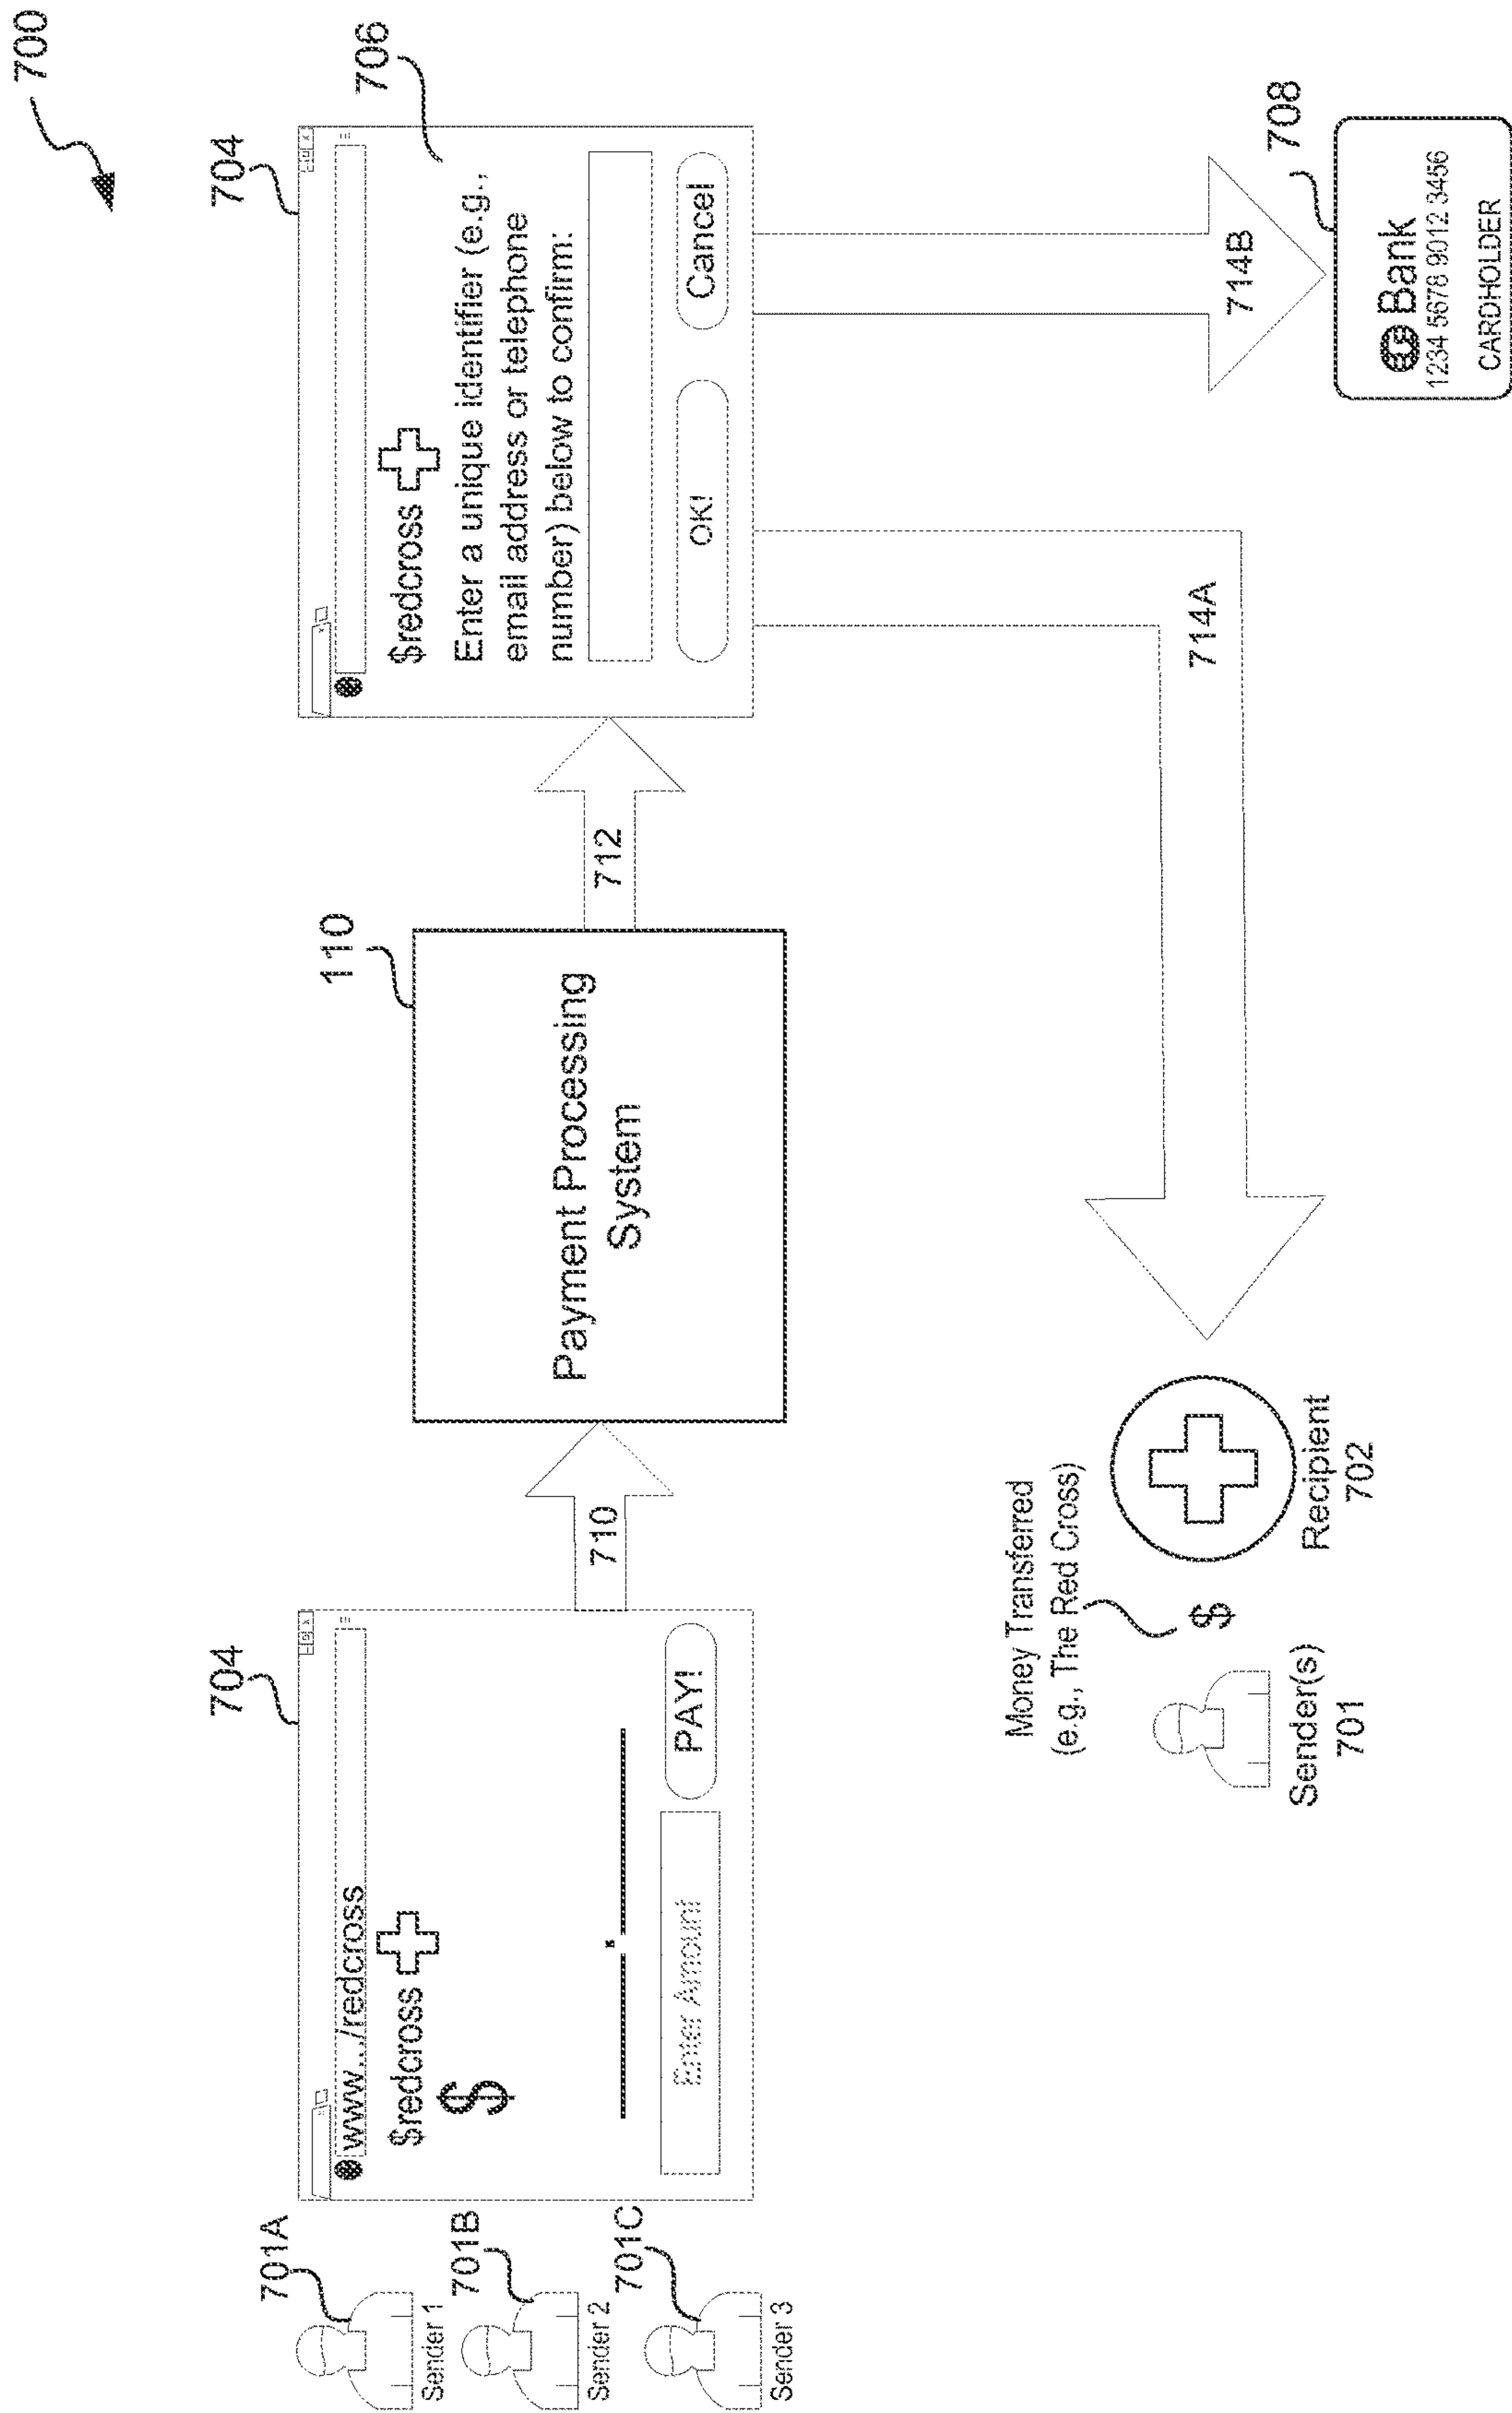 700
704
www.../redcross
$redcross
$
Enter Amount
PAY!
701A
Sender 1
701B
Sender 2
701C
Sender 3
710
110
Payment Processing
System
712
704
706
$redcross
Enter a unique identifier (e.g.,
email address or telephone
number) below to confirm:
OK!
Cancel
714A
714B
708
Bank
1234 5678 9012 3456
CARDHOLDER
Money Transferred
(e.g., The Red Cross)
$
Sender(s)
701
Recipient
702